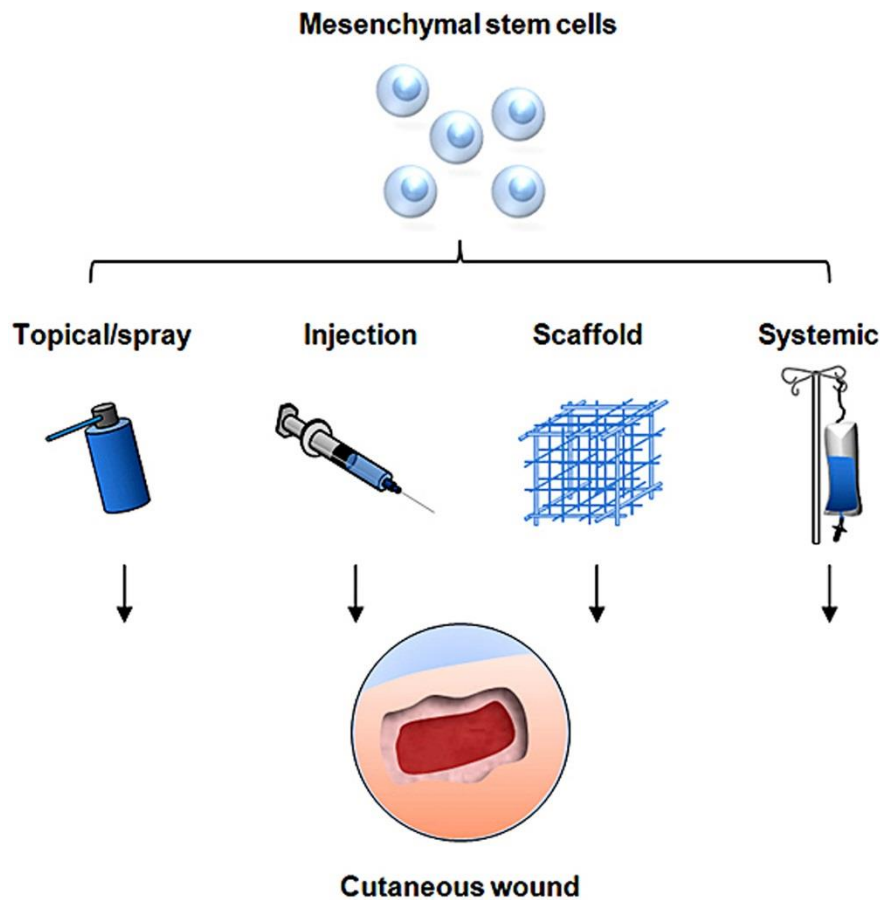 Mesenchymal stem cells
Topical/spray
Injection
Scaffold
Systemic
Cutaneous wound